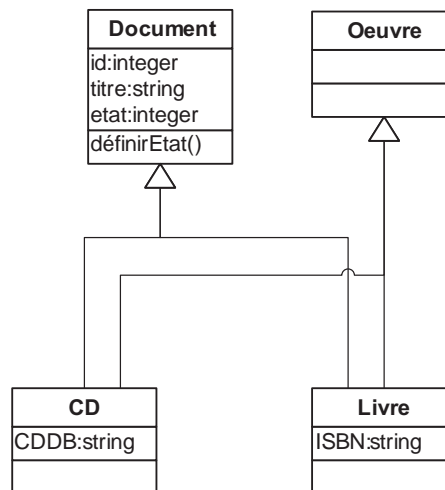 Document
id:integer
titre:string
etat:integer
définirEtat()
Oeuvre
CD
CDDB:string
Livre
ISBN:string